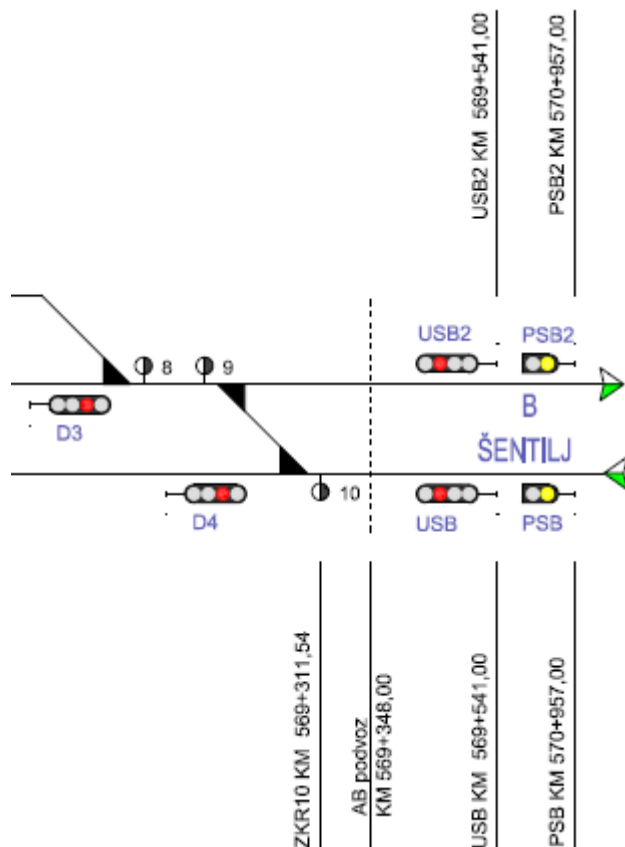 USB2 KM 569+541,00
PSB2 KM 570+957,00
USB2
PSB2
8
9
D3
B
ŠENTILJ
10
D4
USB
PSB
ZKR10 KM 569+311,54
AB podvoz
KM 569+348,00
USB KM 569+541,00
PSB KM 570+957,00